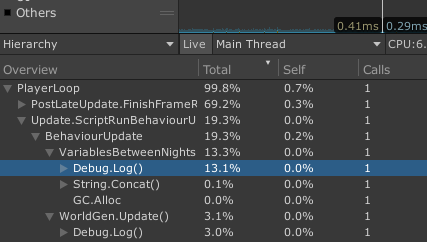 Others
0.41ms 0.29ms
Hierarchy Live Main Thread CPU:6.
Overview Total Self Calls
PlayerLoop 99.8% 0.7% 1
PostLateUpdate.FinishFrameR 69.2% 0.3% 1
Update.ScriptRunBehaviourU 19.3% 0.0% 1
BehaviourUpdate 19.3% 0.2% 1
VariablesBetweenNights 13.3% 0.0% 1
Debug.Log() 13.1% 0.0% 1
String.Concat() 0.1% 0.0% 1
GC.Alloc 0.0% 0.0% 1
WorldGen.Update() 3.1% 0.0% 1
Debug.Log() 3.0% 0.0% 1